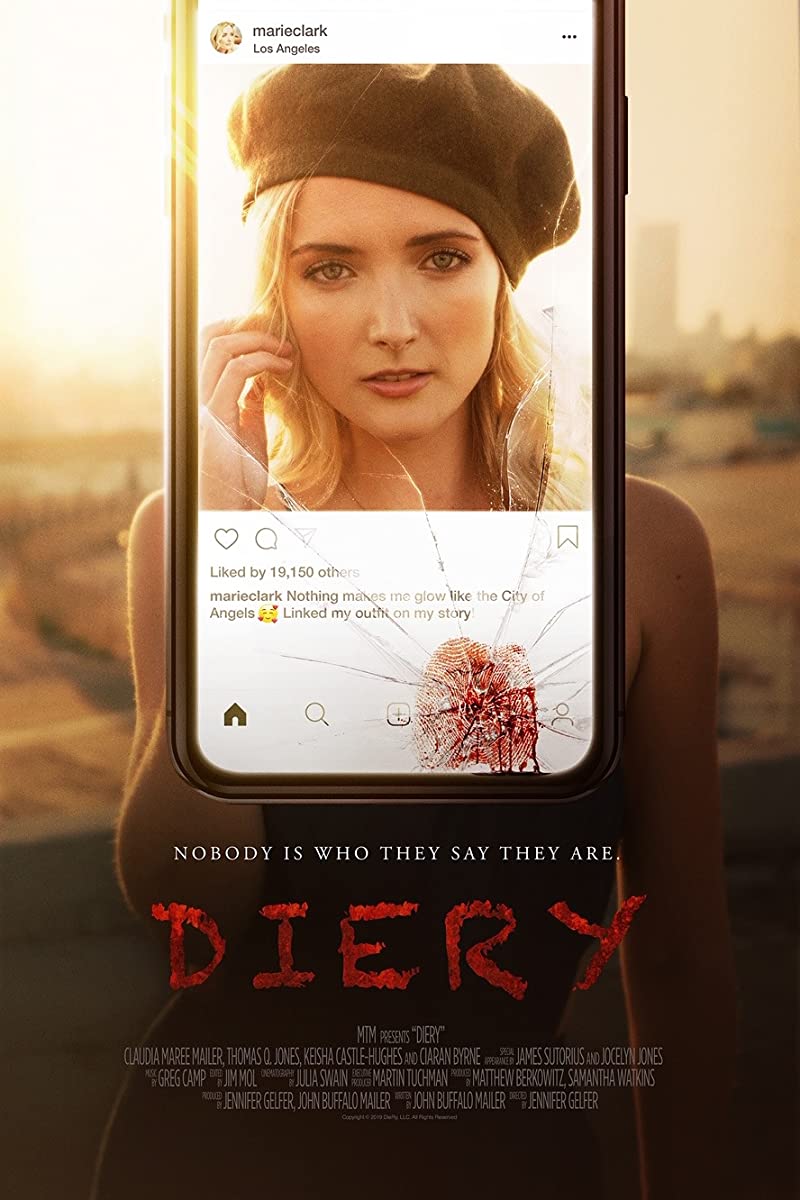 marieclark
Los Angeles
Liked by 19,150 others
marieclark Nothing makes me glow like the City of
Angels 🥰 Linked my outfit on my story!
NOBODY IS WHO THEY SAY THEY ARE.
DIERY
MTM PRESENTS "DIERY"
CLAUDIA MAREE MAILER, THOMAS Q. JONES, KEISHA CASTLE-HUGHES AND CIARAN BYRNE SPECIAL APPEARANCE BY JAMES SUTORIUS AND JOCELYN JONES
MUSIC BY GREG CAMP EDITED BY JIM MOL CINEMATOGRAPHY BY JULIA SWAIN EXECUTIVE PRODUCER MARTIN TUCHMAN PRODUCED BY MATTHEW BERKOWITZ, SAMANTHA WATKINS
PRODUCED BY JENNIFER GELFER, JOHN BUFFALO MAILER WRITTEN BY JOHN BUFFALO MAILER DIRECTED BY JENNIFER GELFER
Copyright © 2019 DieRy, LLC. All Rights Reserved